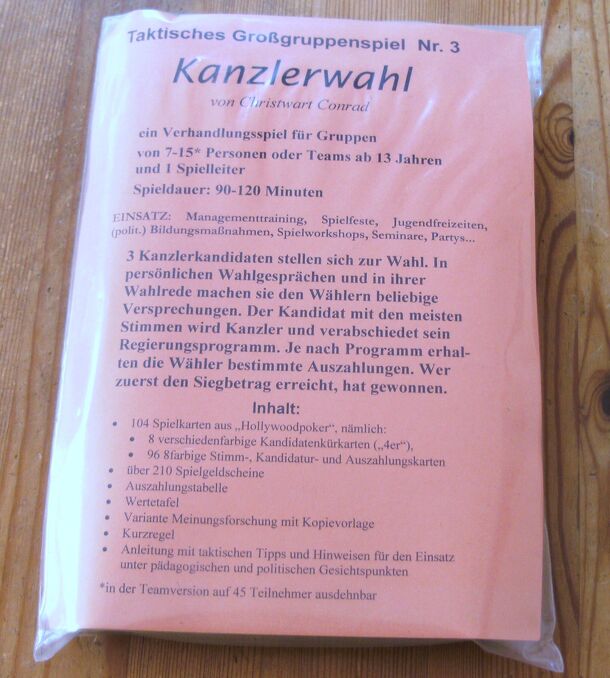 Taktisches Großgruppenspiel Nr. 3
Kanzlerwahl
von Christwart Conrad
ein Verhandlungsspiel für Gruppen
von 7-15* Personen oder Teams ab 13 Jahren
und 1 Spielleiter
Spieldauer: 90-120 Minuten
EINSATZ: Managementtraining, Spielfeste, Jugendfreizeiten,
(polit.) Bildungsmaßnahmen, Spielworkshops, Seminare, Partys...
3 Kanzlerkandidaten stellen sich zur Wahl. In
persönlichen Wahlgesprächen und in ihrer
Wahlrede machen sie den Wählern beliebige
Versprechungen. Der Kandidat mit den meisten
Stimmen wird Kanzler und verabschiedet sein
Regierungsprogramm. Je nach Programm erhal-
ten die Wähler bestimmte Auszahlungen. Wer
zuerst den Siegbetrag erreicht, hat gewonnen.
Inhalt:
• 104 Spielkarten aus „Hollywoodpoker“, nämlich:
• 8 verschiedenfarbige Kandidatenkürkarten („4er“),
• 96 8farbige Stimm-, Kandidatur- und Auszahlungskarten
• über 210 Spielgeldscheine
• Auszahlungstabelle
• Wertetafel
• Variante Meinungsforschung mit Kopievorlage
• Kurzregel
• Anleitung mit taktischen Tipps und Hinweisen für den Einsatz
unter pädagogischen und politischen Gesichtspunkten
*in der Teamversion auf 45 Teilnehmer ausdehnbar